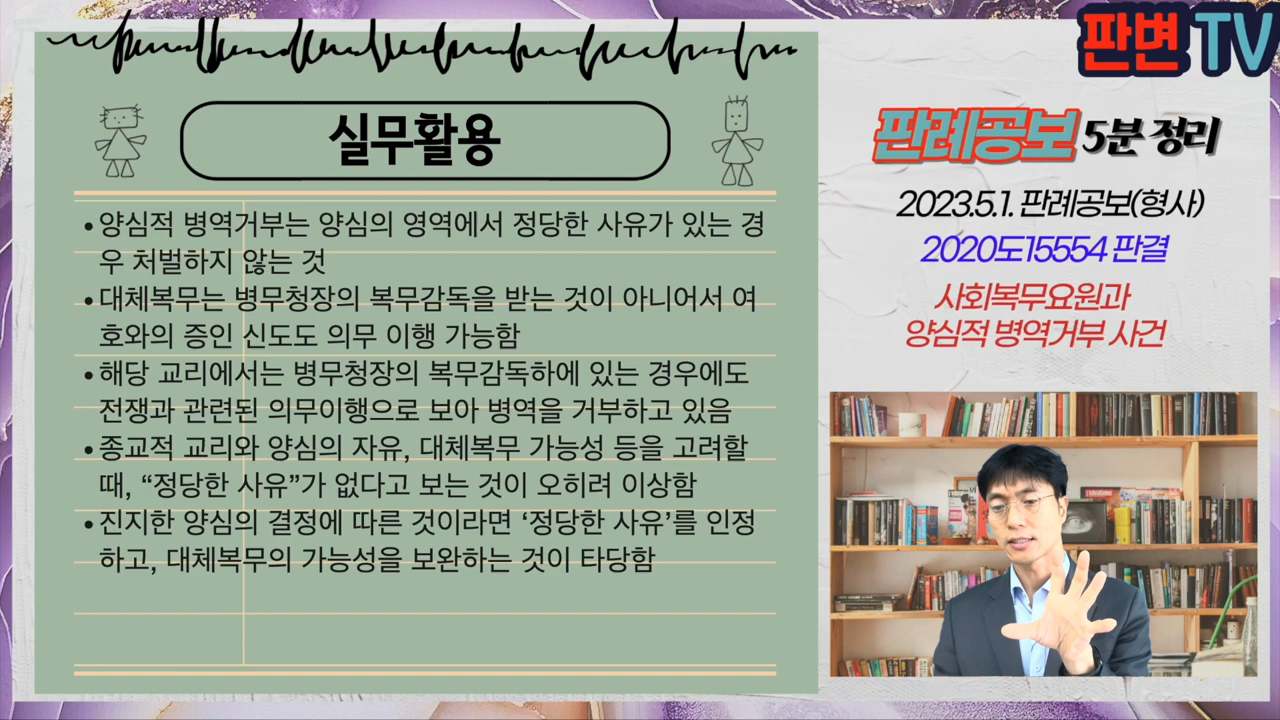 판변 TV
실무활용
• 양심적 병역거부는 양심의 영역에서 정당한 사유가 있는 경
우 처벌하지 않는 것
• 대체복무는 병무청장의 복무감독을 받는 것이 아니어서 여
호와의 증인 신도도 의무 이행 가능함
• 해당 교리에서는 병무청장의 복무감독하에 있는 경우에도
전쟁과 관련된 의무이행으로 보아 병역을 거부하고 있음
• 종교적 교리와 양심의 자유, 대체복무 가능성 등을 고려할
때, “정당한 사유”가 없다고 보는 것이 오히려 이상함
• 진지한 양심의 결정에 따른 것이라면 ‘정당한 사유’를 인정
하고, 대체복무의 가능성을 보완하는 것이 타당함
판례공보 5분 정리
2023.5.1. 판례공보(형사)
2020도15554 판결
사회복무요원과
양심적 병역거부 사건